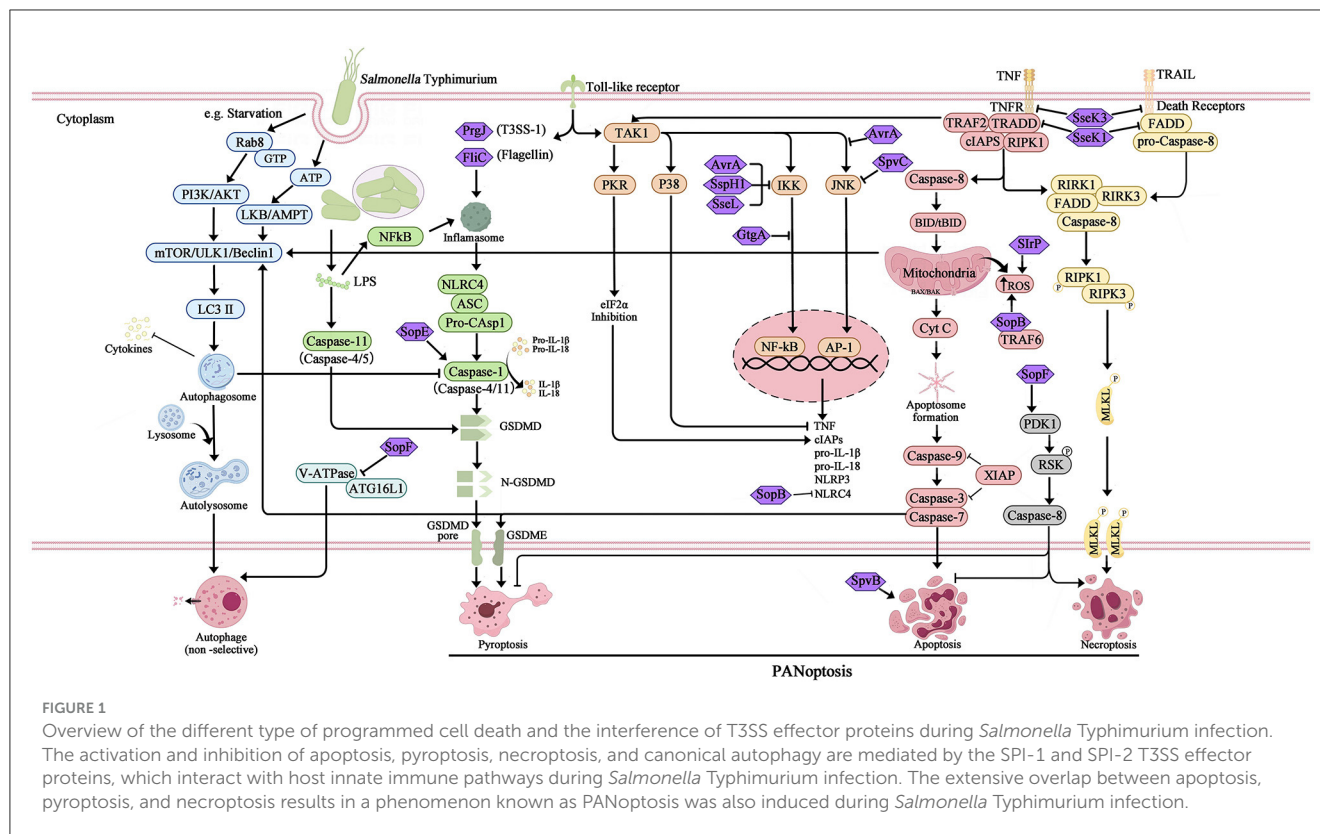 Salmonella Typhimurium
Toll-like receptor
TNF
TRAIL
Cytoplasm
e.g. Starvation
TNFR
Death Receptors
SseK3
SseK1
Rab8
GTP
ATP
PI3K/AKT
LKB/AMPT
mTOR/ULK1/Beclin1
LC3 II
Cytokines
Autophagosome
Lysosome
Autolysosome
Autophage
(non -selective)
LPS
NFkB
Caspase-11
(Caspase-4/5)
V-ATPase
ATG16L1
SopF
PrgJ
(T3SS-1)
FliC
(Flagellin)
Inflamasome
NLRC4
ASC
Pro-CAsp1
SopE
Pro-IL-1β
Pro-IL-18
Caspase-1
(Caspase-4/11)
IL-1β
IL-18
GSDMD
N-GSDMD
GSDMD
pore
GSDME
Pyroptosis
TAK1
PKR
P38
AvrA
SspH1
SseL
IKK
JNK
AvrA
SpvC
GtgA
eIF2α
Inhibition
NF-kB
AP-1
TNF
cIAPs
pro-IL-1β
pro-IL-18
NLRP3
NLRC4
SopB
TRAF2
TRADD
cIAPS
RIPK1
Caspase-8
BID/tBID
Mitochondria
BAX/BAK
ROS
SIrP
SopB
TRAF6
Cyt C
Apoptosome
formation
Caspase-9
XIAP
Caspase-3
Caspase-7
SpvB
Apoptosis
FADD
pro-Caspase-8
RIRK1
RIRK3
FADD
Caspase-8
RIPK1
P
RIPK3
P
SopF
PDK1
RSK
P
Caspase-8
MLKL
P
MLKL
P
MLKL
P
Necroptosis
PANoptosis
FIGURE 1
Overview of the different type of programmed cell death and the interference of T3SS effector proteins during Salmonella Typhimurium infection.
The activation and inhibition of apoptosis, pyroptosis, necroptosis, and canonical autophagy are mediated by the SPI-1 and SPI-2 T3SS effector
proteins, which interact with host innate immune pathways during Salmonella Typhimurium infection. The extensive overlap between apoptosis,
pyroptosis, and necroptosis results in a phenomenon known as PANoptosis was also induced during Salmonella Typhimurium infection.